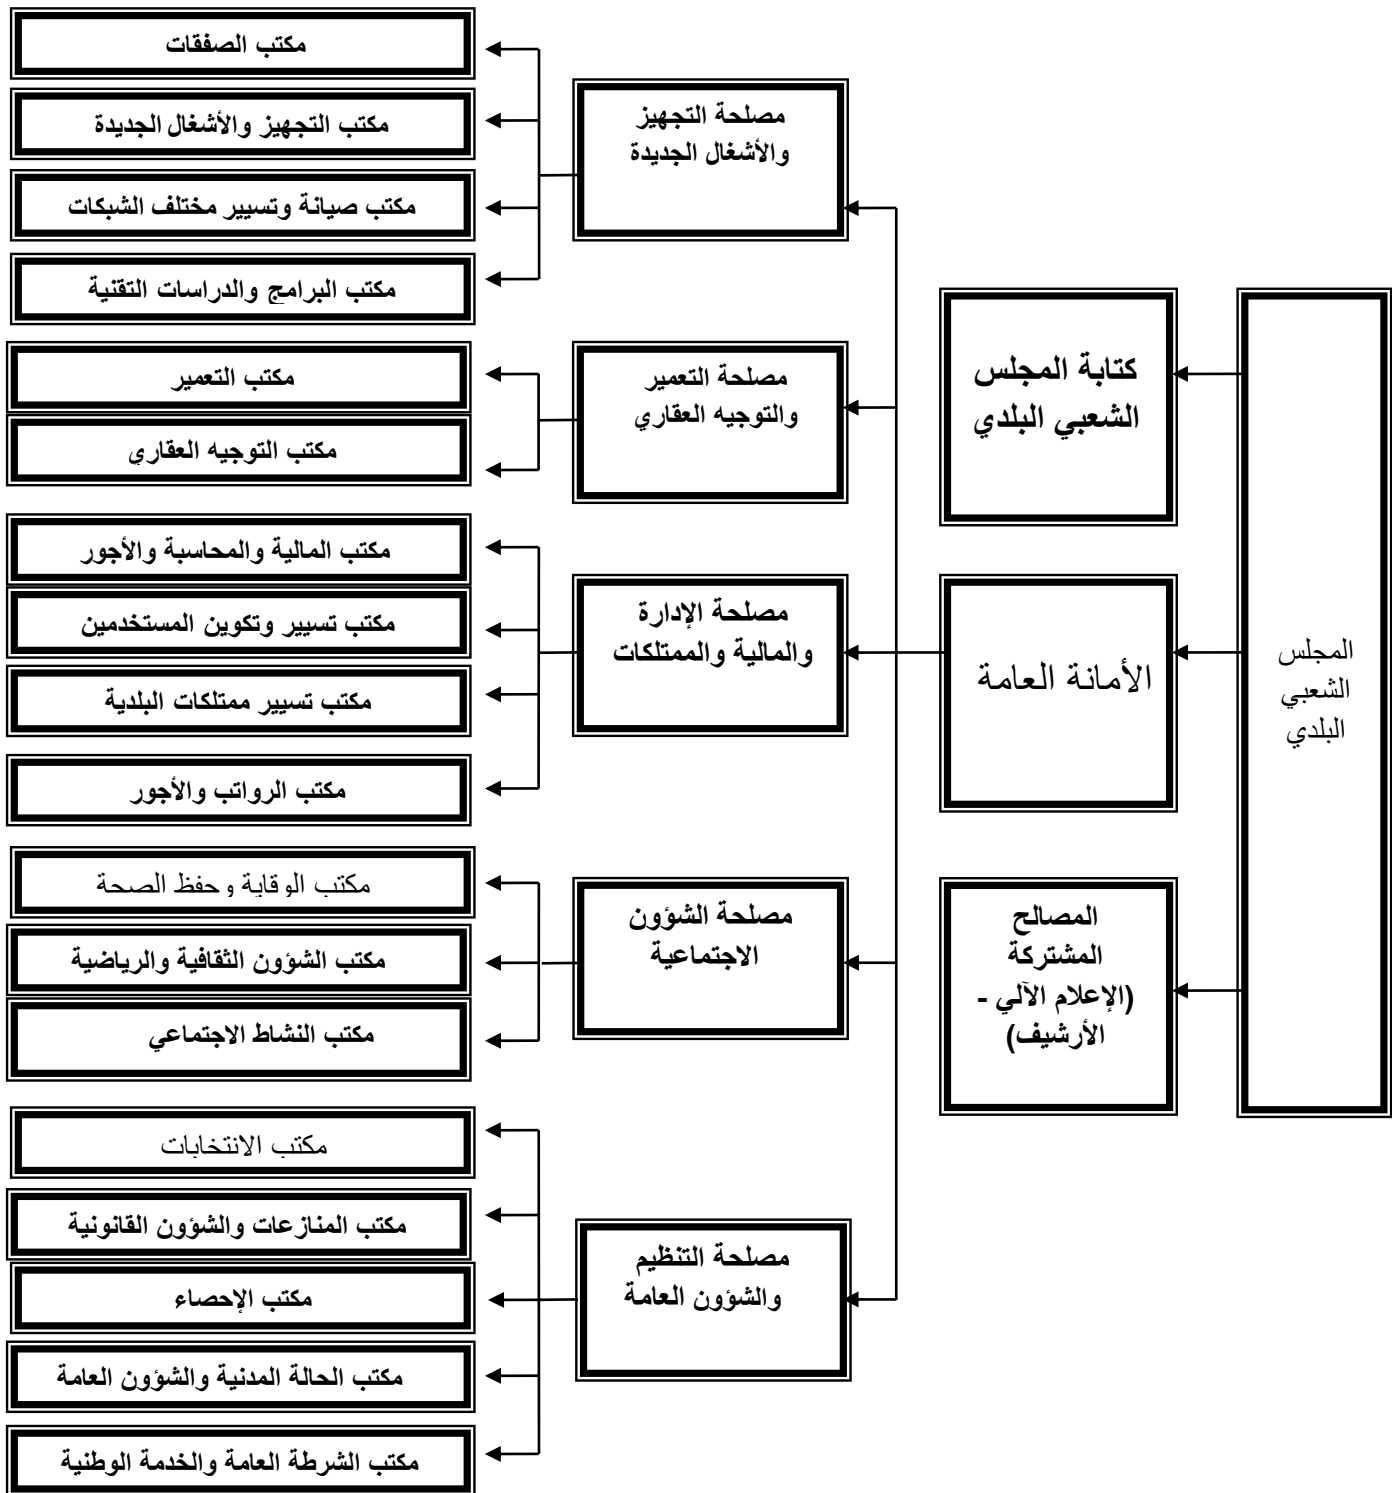 المجلس
الشعبي
البلدي
كتابة المجلس
الشعبي البلدي
الأمانة العامة
المصالح
المشتركة
(الإعلام الآلي -
الأرشيف)
مصلحة التجهيز
والأشغال الجديدة
مكتب الصفقات
مكتب التجهيز والأشغال الجديدة
مكتب صيانة وتسيير مختلف الشبكات
مكتب البرامج والدراسات التقنية
مصلحة التعمير
والتوجيه العقاري
مكتب التعمير
مكتب التوجيه العقاري
مصلحة الإدارة
والمالية والممتلكات
مكتب المالية والمحاسبة والأجور
مكتب تسيير وتكوين المستخدمين
مكتب تسيير ممتلكات البلدية
مكتب الرواتب والأجور
مصلحة الشؤون
الاجتماعية
مكتب الوقاية وحفظ الصحة
مكتب الشؤون الثقافية والرياضية
مكتب النشاط الاجتماعي
مصلحة التنظيم
والشؤون العامة
مكتب الانتخابات
مكتب المنازعات والشؤون القانونية
مكتب الإحصاء
مكتب الحالة المدنية والشؤون العامة
مكتب الشرطة العامة والخدمة الوطنية